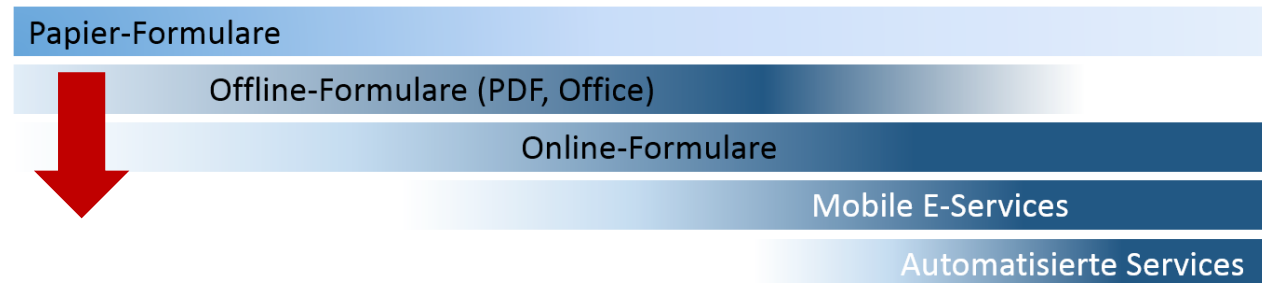 Papier-Formulare
Offline-Formulare (PDF, Office)
Online-Formulare
Mobile E-Services
Automatisierte Services